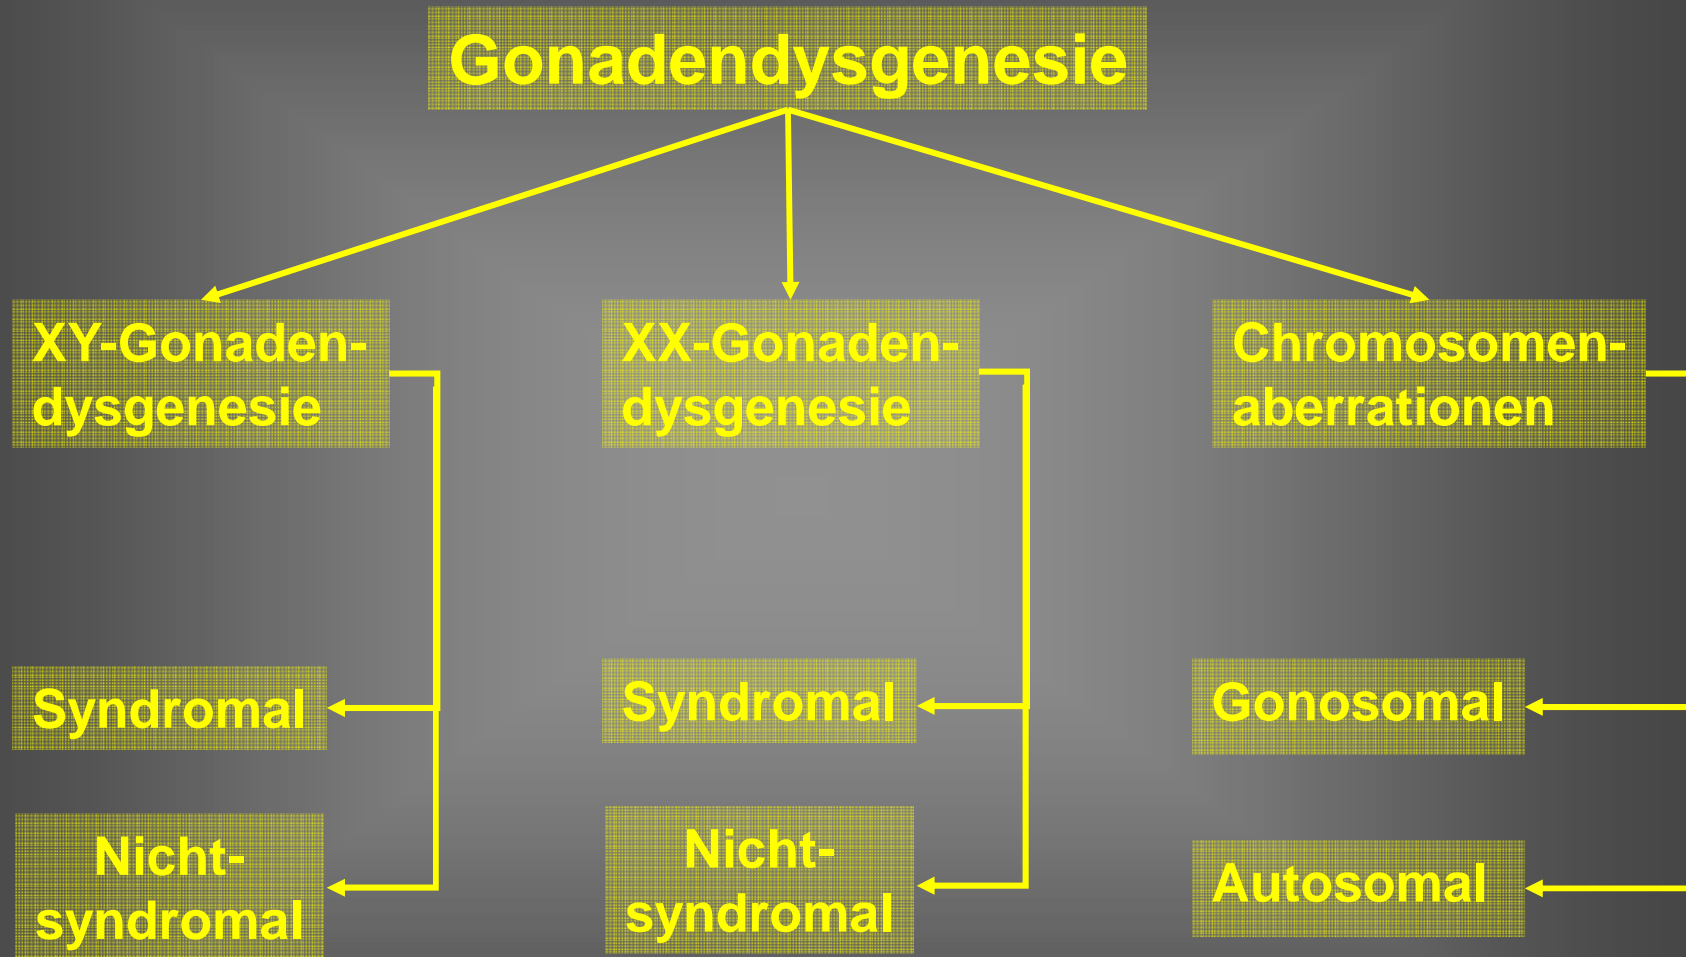 Gonadendysgenesie
XY-Gonaden-
dysgenesie
XX-Gonaden-
dysgenesie
Chromosomen-
aberrationen
Syndromal
Syndromal
Gonosomal
Nicht-
syndromal
Nicht-
syndromal
Autosomal